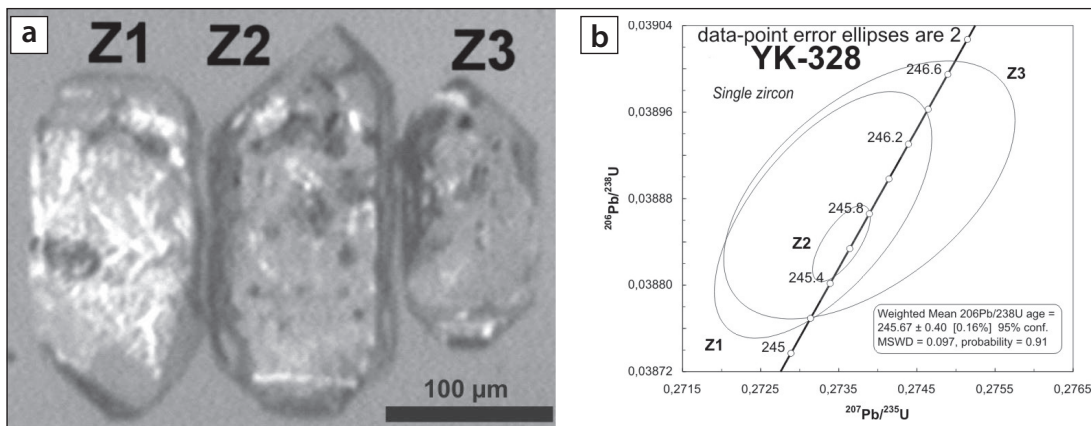 a
Z1
Z2
Z3
100 µm
b
data-point error ellipses are 2
YK-328
Single zircon
0,03904
0,03896
0,03888
0,03880
0,03872
206Pb/238U
246.6
246.2
245.8
245.4
245
Z3
Z2
Z1
Weighted Mean 206Pb/238U age =
245.67 ± 0.40 [0.16%] 95% conf.
MSWD = 0.097, probability = 0.91
0,2715
0,2725
0,2735
0,2745
0,2755
0,2765
207Pb/235U